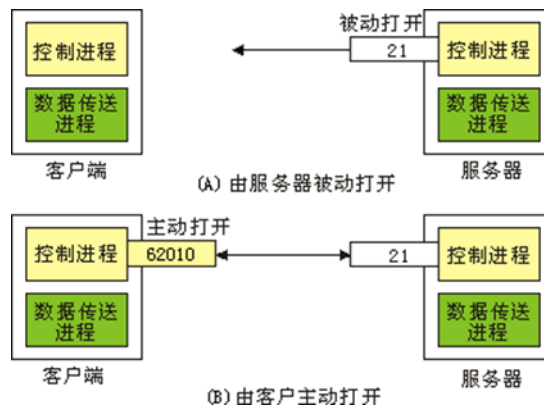 被动打开
控制进程
21
控制进程
数据传送
进程
数据传送
进程
客户端
服务器
(A) 由服务器被动打开
主动打开
控制进程
62010
21
控制进程
数据传送
进程
数据传送
进程
客户端
服务器
(B) 由客户主动打开